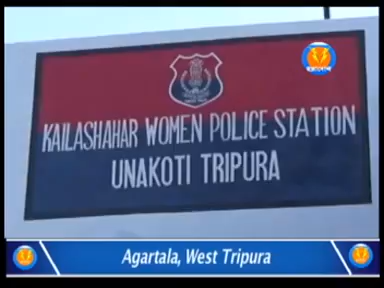 KAILASHAHAR WOMEN POLICE STATION
UNAKOTI TRIPURA
Agartala, West Tripura